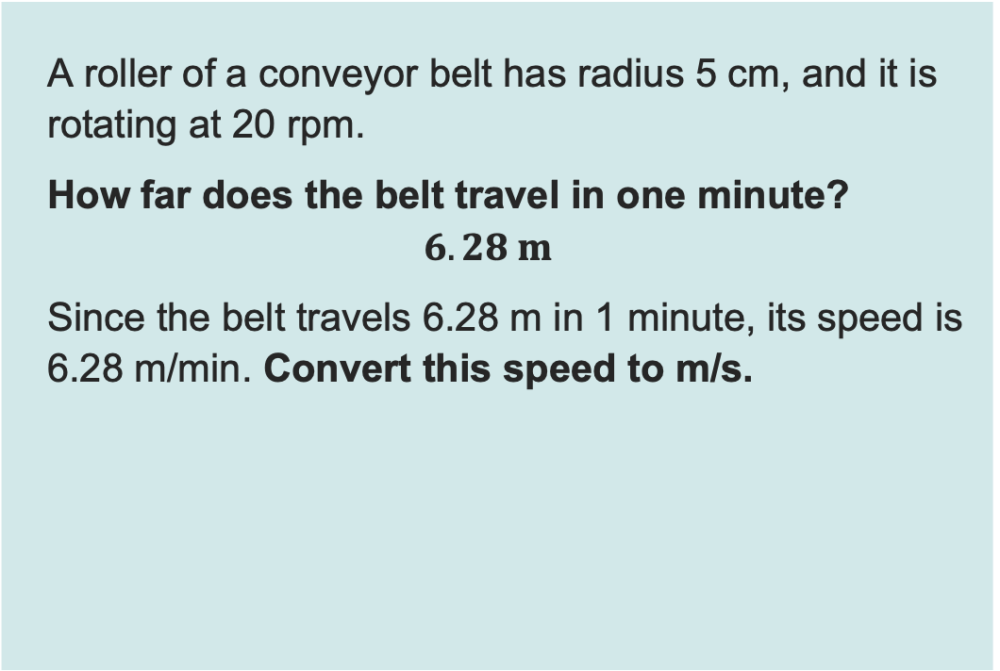 A roller of a conveyor belt has radius 5 cm, and it is
rotating at 20 rpm.
How far does the belt travel in one minute?
6. 28 m
Since the belt travels 6.28 m in 1 minute, its speed is
6.28 m/min. Convert this speed to m/s.